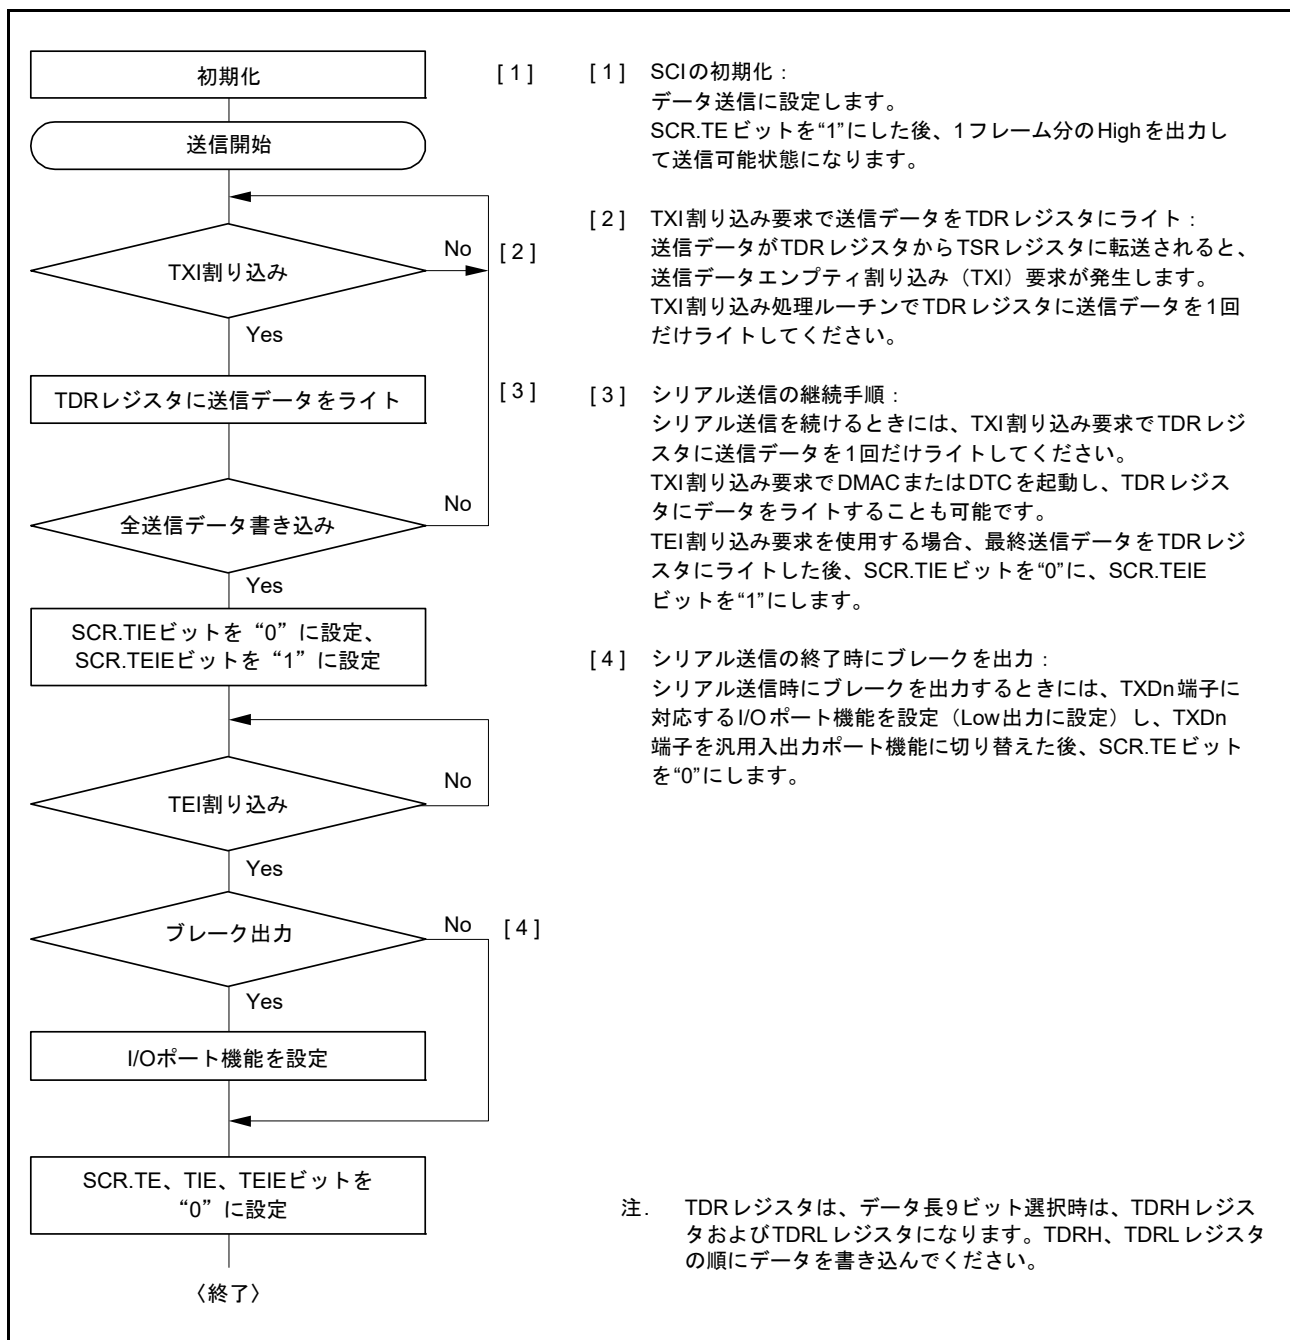 初期化
[1]
送信開始
TXI割り込み
No
[2]
Yes
TDRレジスタに送信データをライト
[3]
全送信データ書き込み
No
Yes
SCR.TIEビットを“0”に設定、
SCR.TEIEビットを“1”に設定
TEI割り込み
No
Yes
ブレーク出力
No
[4]
Yes
I/Oポート機能を設定
SCR.TE、TIE、TEIEビットを
“0”に設定
〈終了〉
[1] SCIの初期化：
データ送信に設定します。
SCR.TEビットを“1”にした後、1フレーム分のHighを出力し
て送信可能状態になります。
[2] TXI割り込み要求で送信データをTDRレジスタにライト：
送信データがTDRレジスタからTSRレジスタに転送されると、
送信データエンプティ割り込み（TXI）要求が発生します。
TXI割り込み処理ルーチンでTDRレジスタに送信データを1回
だけライトしてください。
[3] シリアル送信の継続手順：
シリアル送信を続けるときには、TXI割り込み要求でTDRレジ
スタに送信データを1回だけライトしてください。
TXI割り込み要求でDMACまたはDTCを起動し、TDRレジス
タにデータをライトすることも可能です。
TEI割り込み要求を使用する場合、最終送信データをTDRレジ
スタにライトした後、SCR.TIEビットを“0”に、SCR.TEIE
ビットを“1”にします。
[4] シリアル送信の終了時にブレークを出力：
シリアル送信時にブレークを出力するときには、TXDn端子に
対応するI/Oポート機能を設定（Low出力に設定）し、TXDn
端子を汎用入出力ポート機能に切り替えた後、SCR.TEビット
を“0”にします。
注. TDRレジスタは、データ長9ビット選択時は、TDRHレジス
タおよびTDRLレジスタになります。TDRH、TDRLレジスタ
の順にデータを書き込んでください。